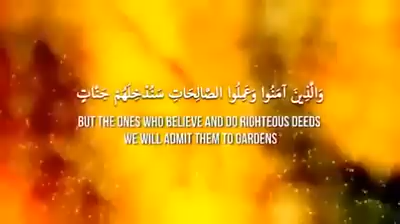 وَالَّذِينَ آمَنُوا وَعَمِلُوا الصَّالِحَاتِ سَنُدْخِلُهُمْ جَنَّاتٍ
BUT THE ONES WHO BELIEVE AND DO RIGHTEOUS DEEDS
WE WILL ADMIT THEM TO GARDENS